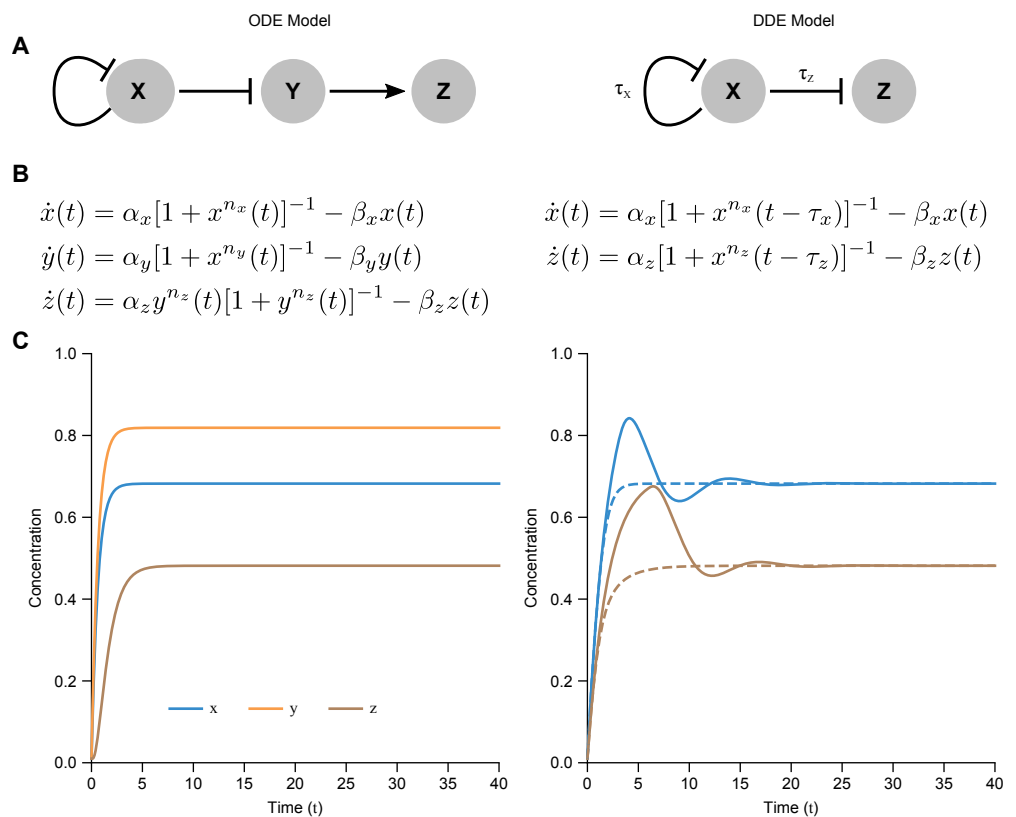 ODE Model
DDE Model
A
X
Y
Z
τx
X
τz
Z
B
ẋ(t) = αx[1 + x^nx(t)]^−1 − βxx(t)
ẏ(t) = αy[1 + x^ny(t)]^−1 − βyy(t)
ż(t) = αzy^nz(t)[1 + y^nz(t)]^−1 − βzz(t)
ẋ(t) = αx[1 + x^nx(t − τx)]^−1 − βxx(t)
ż(t) = αz[1 + x^nz(t − τz)]^−1 − βzz(t)
C
1.0
0.8
0.6
0.4
0.2
0.0
Concentration
x
y
z
0 5 10 15 20 25 30 35 40
Time (t)
1.0
0.8
0.6
0.4
0.2
0.0
Concentration
0 5 10 15 20 25 30 35 40
Time (t)